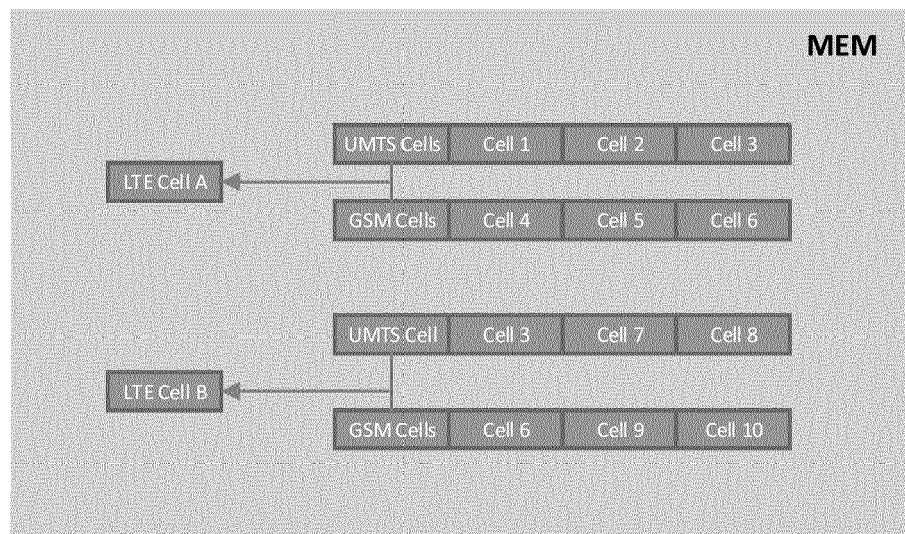 MEM
UMTS Cells Cell 1 Cell 2 Cell 3
LTE Cell A
GSM Cells Cell 4 Cell 5 Cell 6
UMTS Cell Cell 3 Cell 7 Cell 8
LTE Cell B
GSM Cells Cell 6 Cell 9 Cell 10